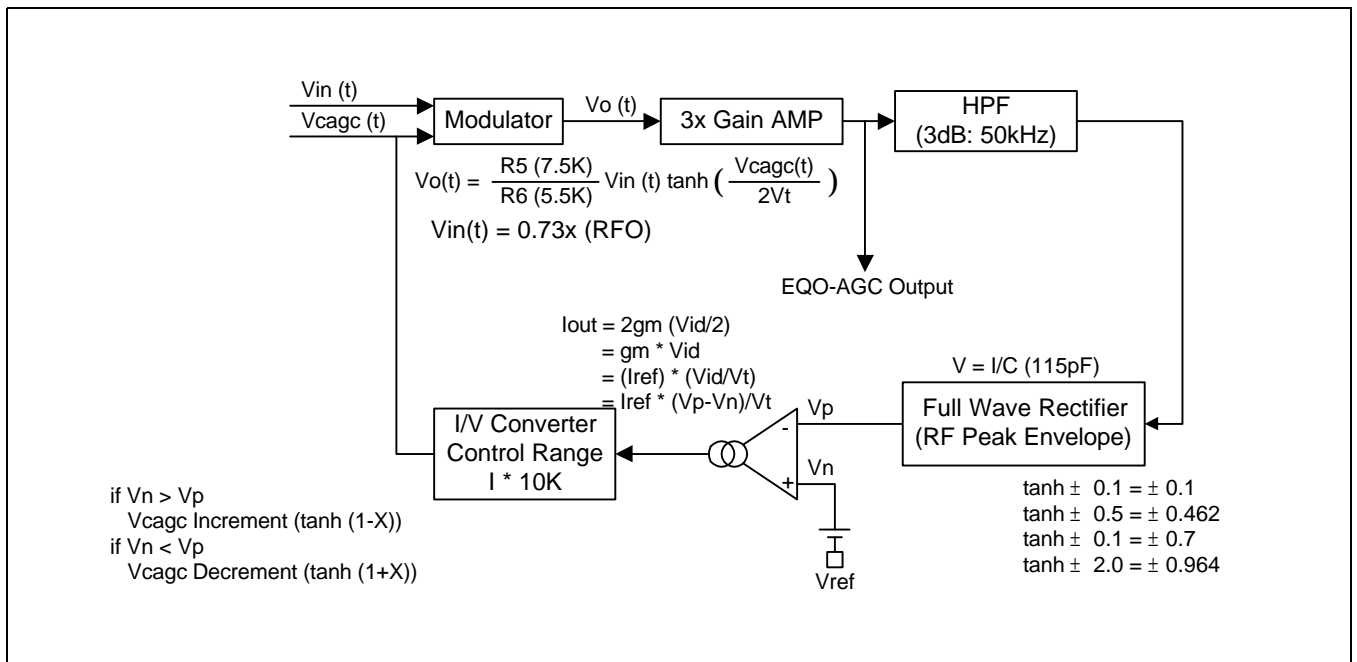 Vin (t)
Vcagc (t)
Modulator
Vo (t)
3x Gain AMP
HPF
(3dB: 50kHz)
Vo(t) = R5 (7.5K) / R6 (5.5K) Vin (t) tanh ( Vcagc(t) / 2Vt )
Vin(t) = 0.73x (RFO)
EQO-AGC Output
Iout = 2gm (Vid/2)
= gm * Vid
= (Iref) * (Vid/Vt)
= Iref * (Vp-Vn)/Vt
V = I/C (115pF)
Full Wave Rectifier
(RF Peak Envelope)
Vp
-
Vn
+
Vref
I/V Converter
Control Range
I * 10K
if Vn > Vp
Vcagc Increment (tanh (1-X))
if Vn < Vp
Vcagc Decrement (tanh (1+X))
tanh ± 0.1 = ± 0.1
tanh ± 0.5 = ± 0.462
tanh ± 0.1 = ± 0.7
tanh ± 2.0 = ± 0.964